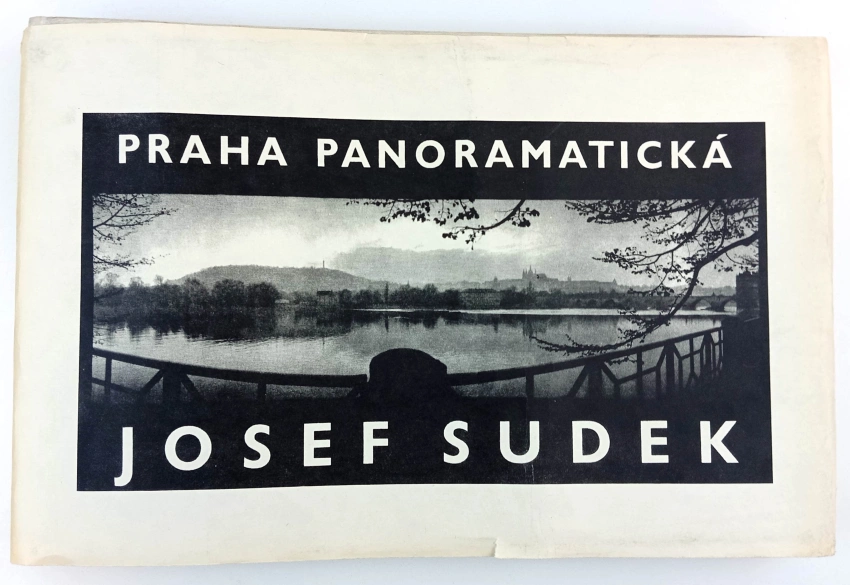 PRAHA PANORAMATICKÁ
JOSEF SUDEK